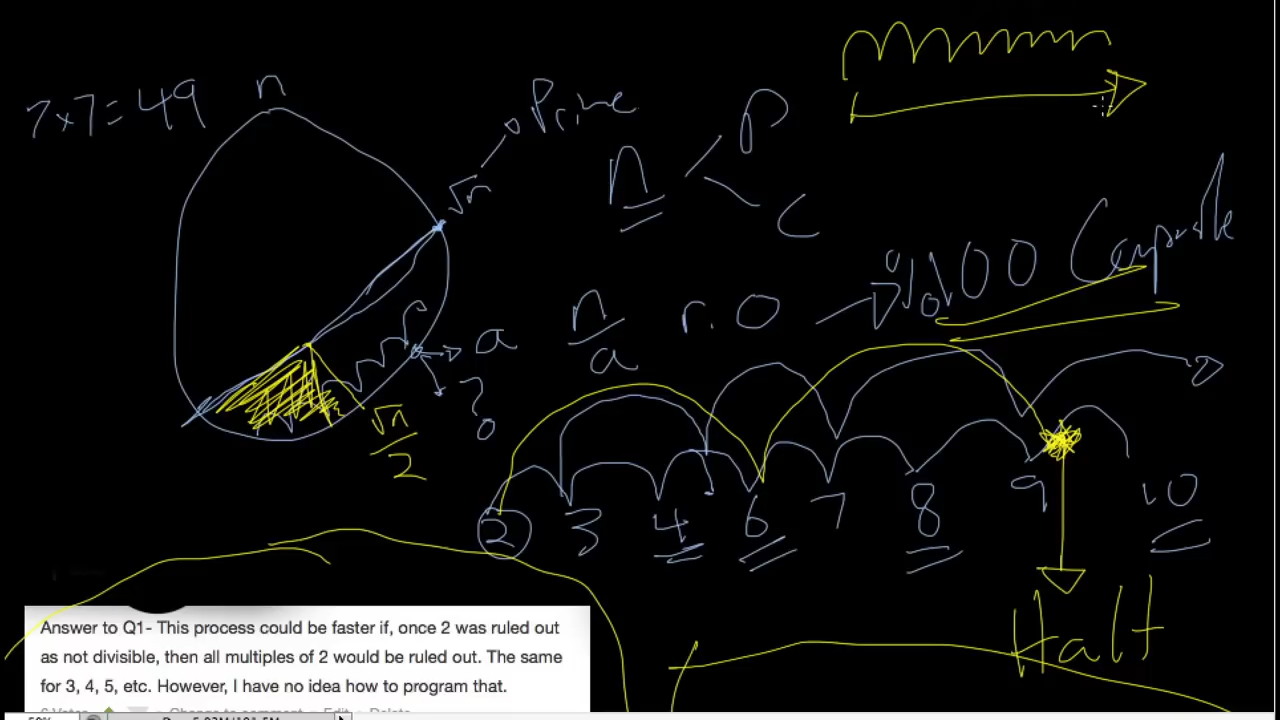 7x7=49
n
√n
Prime
n
P
C
n/a r.0
%100 Composite
a
?
√n/2
2 3 4 6 7 8 9 10
Halt
Answer to Q1- This process could be faster if, once 2 was ruled out
as not divisible, then all multiples of 2 would be ruled out. The same
for 3, 4, 5, etc. However, I have no idea how to program that.